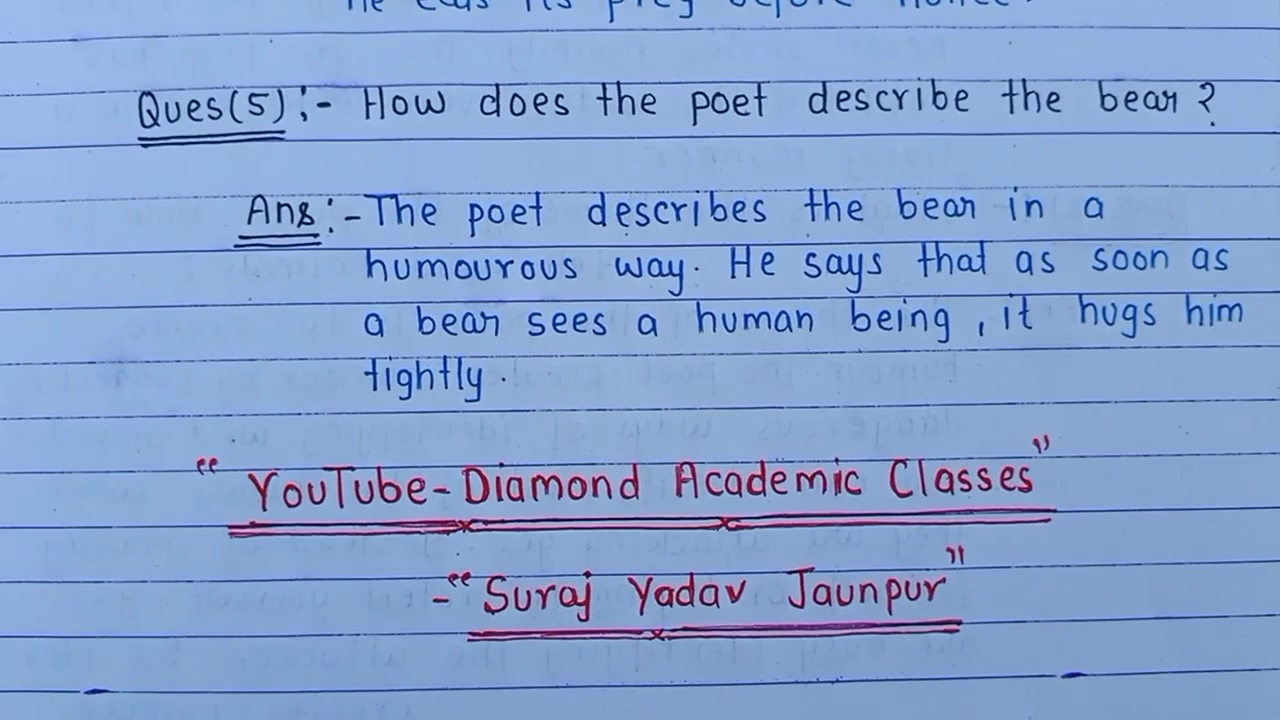 Ques(5):- How does the poet describe the bear?
Ans:- The poet describes the bear in a
humourous way. He says that as soon as
a bear sees a human being, it hugs him
tightly.
"YouTube-Diamond Academic Classes"
-"Suraj Yadav Jaunpur"